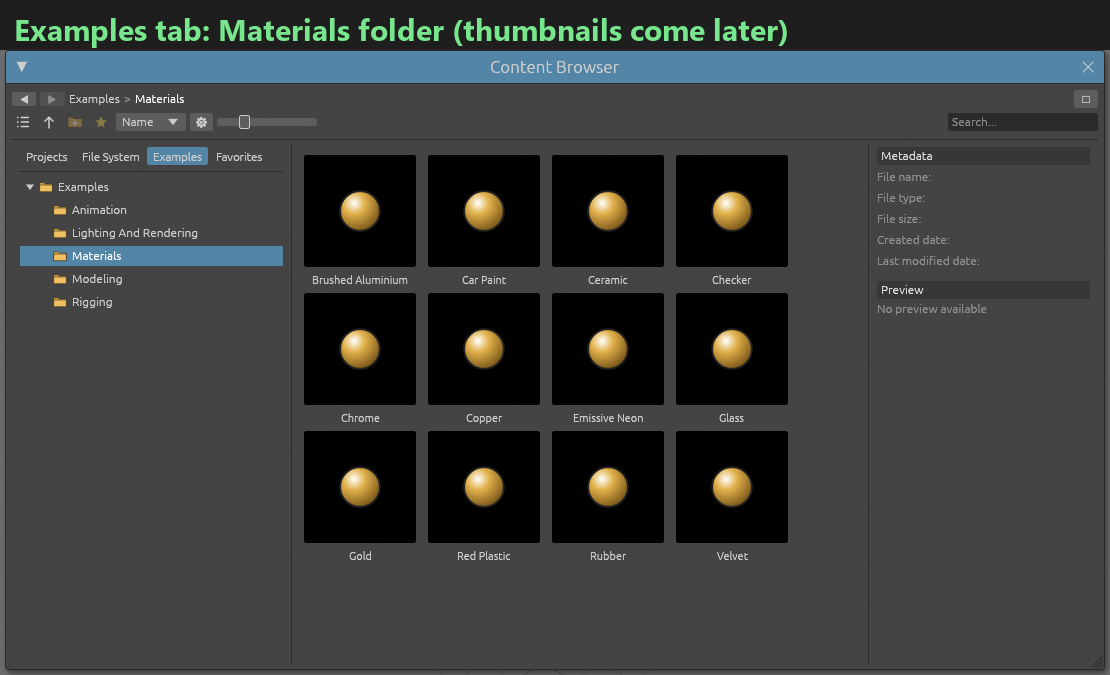 Examples tab: Materials folder (thumbnails come later)
Content Browser
Examples > Materials
Name
Search...
Projects File System Examples Favorites
Examples
Animation
Lighting And Rendering
Materials
Modeling
Rigging
Brushed Aluminium Car Paint Ceramic Checker
Chrome Copper Emissive Neon Glass
Gold Red Plastic Rubber Velvet
Metadata
File name:
File type:
File size:
Created date:
Last modified date:
Preview
No preview available